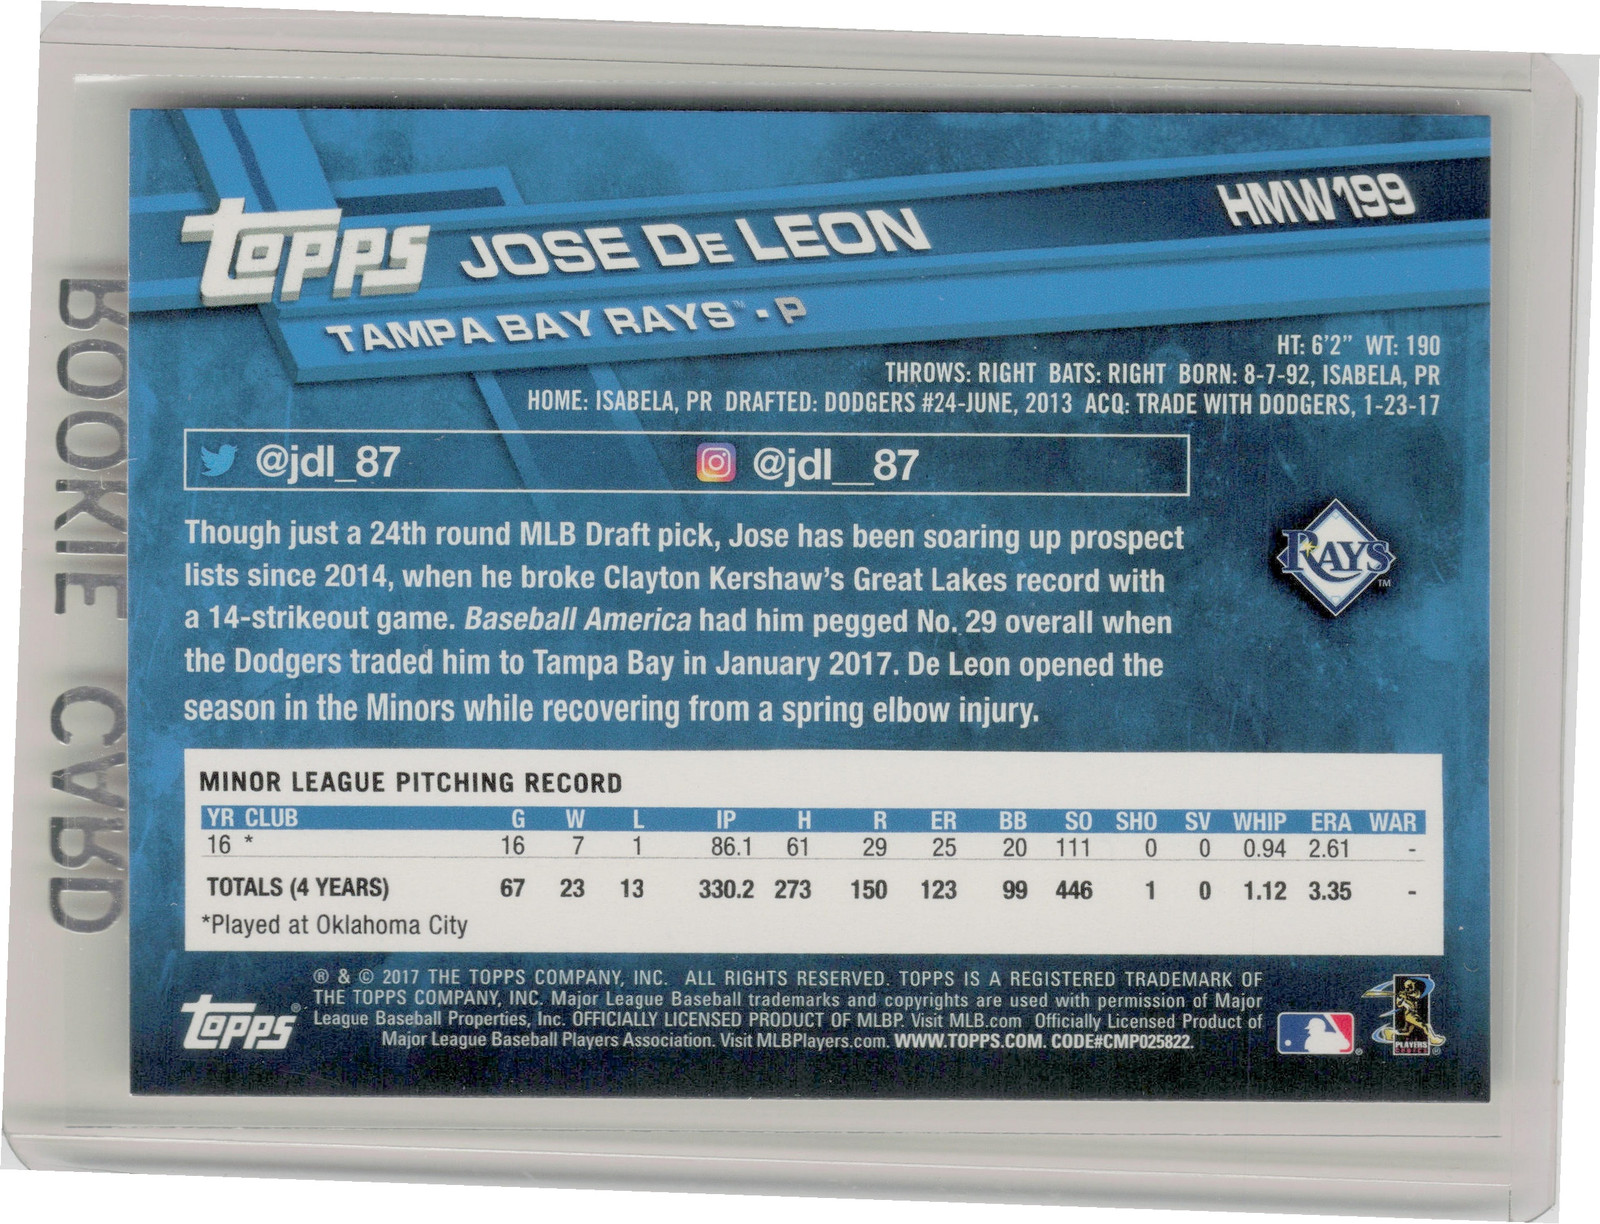 ROOKIE CARD
topps JOSE DE LEON HMW199
TAMPA BAY RAYS™ - P
HT: 6'2" WT: 190
THROWS: RIGHT BATS: RIGHT BORN: 8-7-92, ISABELA, PR
HOME: ISABELA, PR DRAFTED: DODGERS #24-JUNE, 2013 ACQ: TRADE WITH DODGERS, 1-23-17
@jdl_87 @jdl__87
RAYS™
Though just a 24th round MLB Draft pick, Jose has been soaring up prospect
lists since 2014, when he broke Clayton Kershaw's Great Lakes record with
a 14-strikeout game. Baseball America had him pegged No. 29 overall when
the Dodgers traded him to Tampa Bay in January 2017. De Leon opened the
season in the Minors while recovering from a spring elbow injury.
MINOR LEAGUE PITCHING RECORD
YR CLUB G W L IP H R ER BB SO SHO SV WHIP ERA WAR
16 * 16 7 1 86.1 61 29 25 20 111 0 0 0.94 2.61 -
TOTALS (4 YEARS) 67 23 13 330.2 273 150 123 99 446 1 0 1.12 3.35 -
*Played at Oklahoma City
® & © 2017 THE TOPPS COMPANY, INC. ALL RIGHTS RESERVED. TOPPS IS A REGISTERED TRADEMARK OF
THE TOPPS COMPANY, INC. Major League Baseball trademarks and copyrights are used with permission of Major
League Baseball Properties, Inc. OFFICIALLY LICENSED PRODUCT OF MLBP. Visit MLB.com Officially Licensed Product of
Major League Baseball Players Association. Visit MLBPlayers.com. WWW.TOPPS.COM. CODE#CMP025822.
topps®
PLAYERS
CHOICE ®